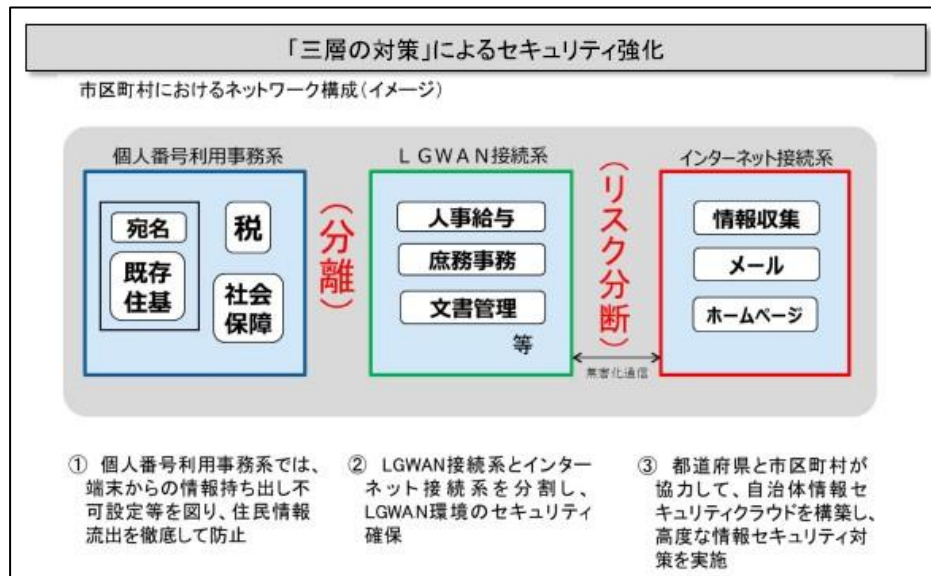 「三層の対策」によるセキュリティ強化
市区町村におけるネットワーク構成(イメージ)
個人番号利用事務系
宛名
既存
住基
税
社会
保障
(分離)
LGWAN接続系
人事給与
庶務事務
文書管理
等
(リスク分断)
無害化通信
インターネット接続系
情報収集
メール
ホームページ
① 個人番号利用事務系では、
端末からの情報持ち出し不
可設定等を図り、住民情報
流出を徹底して防止
② LGWAN接続系とインター
ネット接続系を分割し、
LGWAN環境のセキュリティ
確保
③ 都道府県と市区町村が
協力して、自治体情報セ
キュリティクラウドを構築し、
高度な情報セキュリティ対
策を実施